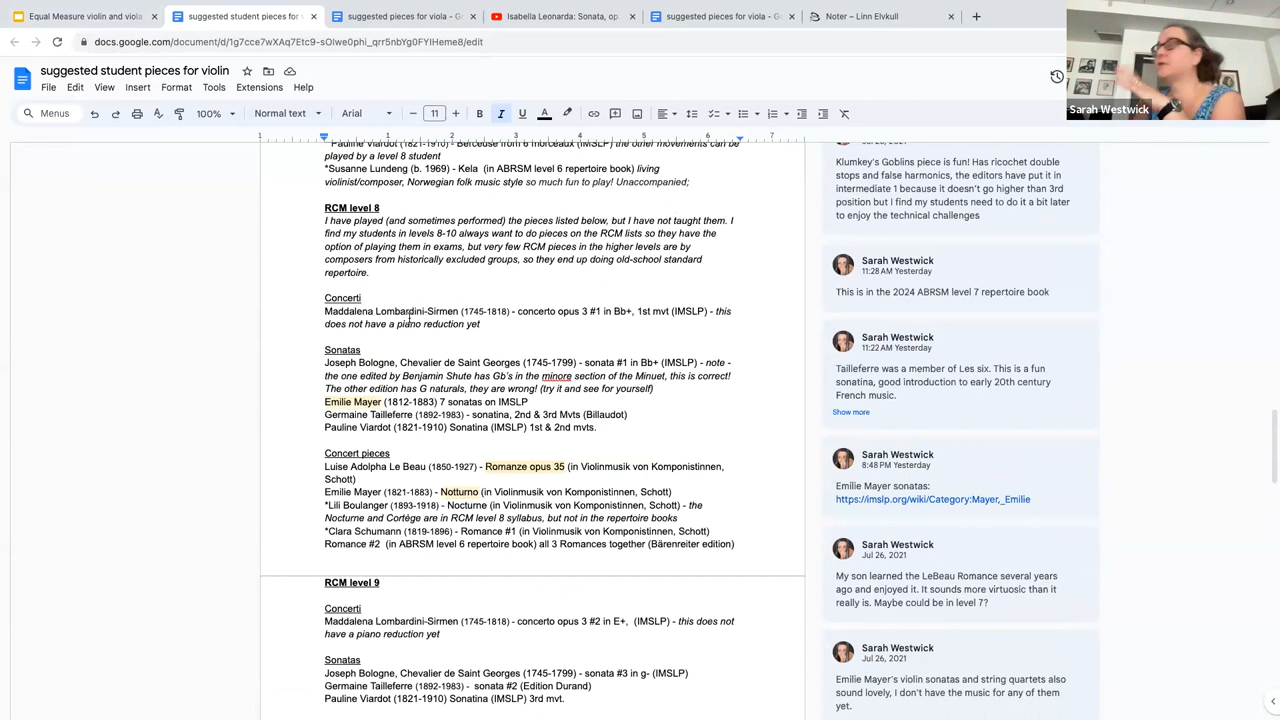 Equal Measure violin and viola
suggested student pieces for
suggested pieces for viola - G
Isabella Leonarda: Sonata, op.
suggested pieces for viola - G
Noter – Linn Elvkull
docs.google.com/document/d/1g7cce7wXAq7Etc9-sOlwe0phi_qrr5nbYg0FYIHeme8/edit
suggested student pieces for violin
File Edit View Insert Format Tools Extensions Help
Menus 100% Normal text Arial 11 B I U A
1 1 2 3 4 5 6 7
Sarah Westwick
*Pauline Viardot (1821-1910) - Berceuse from 6 morceaux (IMSLP) the other movements can be
played by a level 8 student
*Susanne Lundeng (b. 1969) - Kela (in ABRSM level 6 repertoire book) living
violinist/composer, Norwegian folk music style so much fun to play! Unaccompanied;
RCM level 8
I have played (and sometimes performed) the pieces listed below, but I have not taught them. I
find my students in levels 8-10 always want to do pieces on the RCM lists so they have the
option of playing them in exams, but very few RCM pieces in the higher levels are by
composers from historically excluded groups, so they end up doing old-school standard
repertoire.
Concerti
Maddalena Lombardini-Sirmen (1745-1818) - concerto opus 3 #1 in Bb+, 1st mvt (IMSLP) - this
does not have a piano reduction yet
Sonatas
Joseph Bologne, Chevalier de Saint Georges (1745-1799) - sonata #1 in Bb+ (IMSLP) - note -
the one edited by Benjamin Shute has Gb's in the minore section of the Minuet, this is correct!
The other edition has G naturals, they are wrong! (try it and see for yourself)
Emilie Mayer (1812-1883) 7 sonatas on IMSLP
Germaine Tailleferre (1892-1983) - sonatina, 2nd & 3rd Mvts (Billaudot)
Pauline Viardot (1821-1910) Sonatina (IMSLP) 1st & 2nd mvts.
Concert pieces
Luise Adolpha Le Beau (1850-1927) - Romanze opus 35 (in Violinmusik von Komponistinnen,
Schott)
Emilie Mayer (1821-1883) - Notturno (in Violinmusik von Komponistinnen, Schott)
*Lili Boulanger (1893-1918) - Nocturne (in Violinmusik von Komponistinnen, Schott) - the
Nocturne and Cortège are in RCM level 8 syllabus, but not in the repertoire books
*Clara Schumann (1819-1896) - Romance #1 (in Violinmusik von Komponistinnen, Schott)
Romance #2 (in ABRSM level 6 repertoire book) all 3 Romances together (Bärenreiter edition)
RCM level 9
Concerti
Maddalena Lombardini-Sirmen (1745-1818) - concerto opus 3 #2 in E+, (IMSLP) - this does not
have a piano reduction yet
Sonatas
Joseph Bologne, Chevalier de Saint Georges (1745-1799) - sonata #3 in g- (IMSLP)
Germaine Tailleferre (1892-1983) - sonata #2 (Edition Durand)
Pauline Viardot (1821-1910) Sonatina (IMSLP) 3rd mvt.
Jul 26, 2021
Klumkey's Goblins piece is fun! Has ricochet double
stops and false harmonics, the editors have put it in
intermediate 1 because it doesn't go higher than 3rd
position but I find my students need to do it a bit later
to enjoy the technical challenges
Sarah Westwick
11:28 AM Yesterday
This is in the 2024 ABRSM level 7 repertoire book
Sarah Westwick
11:22 AM Yesterday
Tailleferre was a member of Les six. This is a fun
sonatina, good introduction to early 20th century
French music.
Show more
Sarah Westwick
8:48 PM Yesterday
Emilie Mayer sonatas:
https://imslp.org/wiki/Category:Mayer,_Emilie
Sarah Westwick
Jul 26, 2021
My son learned the LeBeau Romance several years
ago and enjoyed it. It sounds more virtuosic than it
really is. Maybe could be in level 7?
Sarah Westwick
Jul 26, 2021
Emilie Mayer's violin sonatas and string quartets also
sound lovely, I don't have the music for any of them
yet.